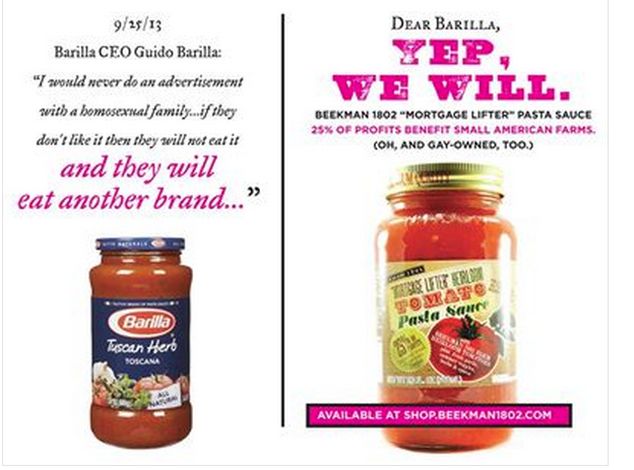 9/25/13
Barilla CEO Guido Barilla:
"I would never do an advertisement
with a homosexual family...if they
don't like it then they will not eat it
and they will
eat another brand..."
Barilla
Tuscan Herb
TOSCANA
ALL
NATURAL
DEAR BARILLA,
YEP,
WE WILL.
BEEKMAN 1802 "MORTGAGE LIFTER" PASTA SAUCE
25% OF PROFITS BENEFIT SMALL AMERICAN FARMS.
(OH, AND GAY-OWNED, TOO.)
"MORTGAGE LIFTER" HEIRLOOM
TOMATO
Pasta Sauce
25%
AVAILABLE AT SHOP.BEEKMAN1802.COM